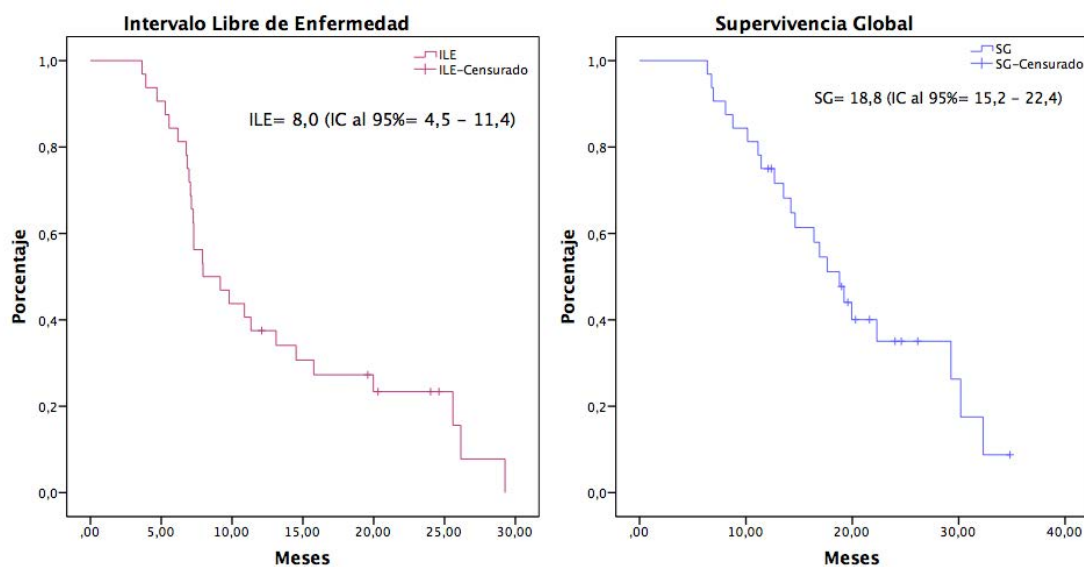 Intervalo Libre de Enfermedad
ILE
ILE-Censurado
ILE= 8,0 (IC al 95%= 4,5 – 11,4)
Porcentaje
1,0
0,8
0,6
0,4
0,2
0,0
,00 5,00 10,00 15,00 20,00 25,00 30,00
Meses
Supervivencia Global
SG
SG-Censurado
SG= 18,8 (IC al 95%= 15,2 – 22,4)
Porcentaje
1,0
0,8
0,6
0,4
0,2
0,0
,00 10,00 20,00 30,00 40,00
Meses